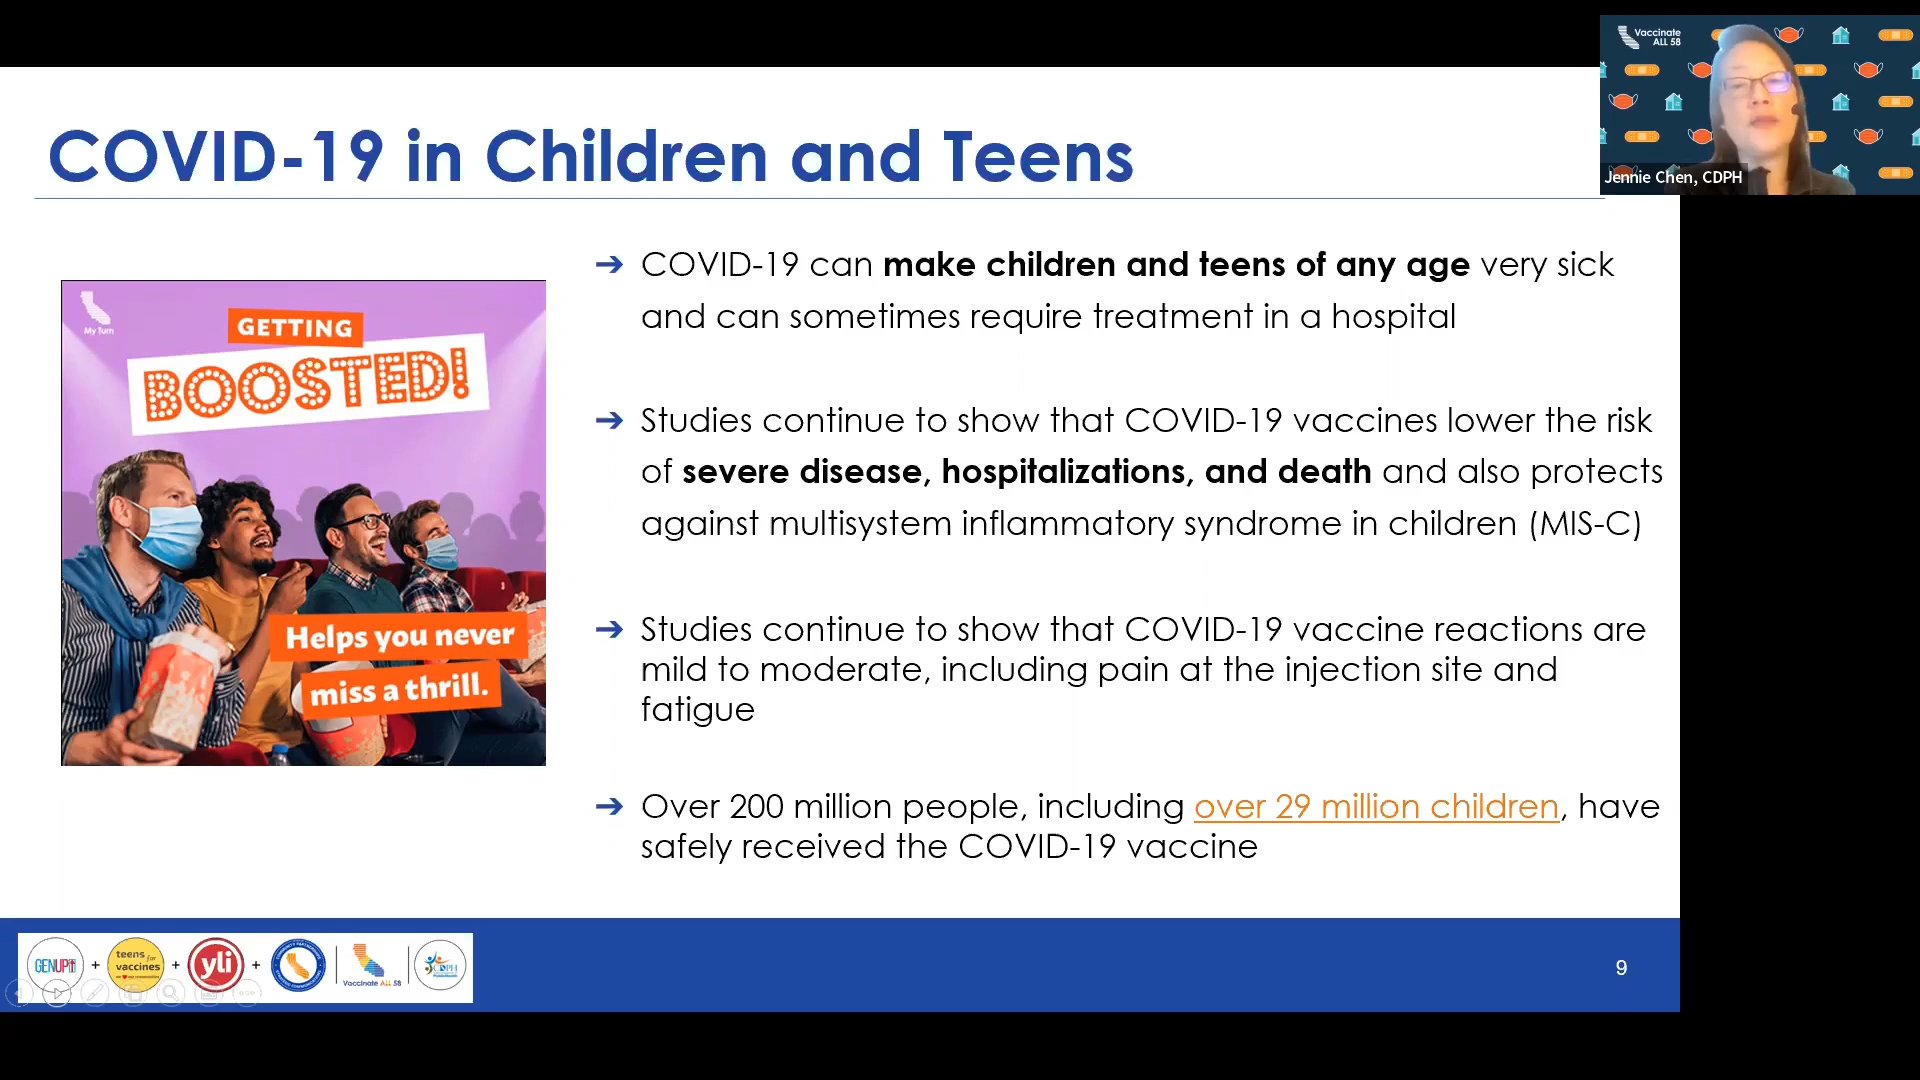 Vaccinate
ALL 58
Jennie Chen, CDPH
COVID-19 in Children and Teens
My Turn
GETTING
BOOSTED!
Helps you never
miss a thrill.
➔ COVID-19 can make children and teens of any age very sick
and can sometimes require treatment in a hospital
➔ Studies continue to show that COVID-19 vaccines lower the risk
of severe disease, hospitalizations, and death and also protects
against multisystem inflammatory syndrome in children (MIS-C)
➔ Studies continue to show that COVID-19 vaccine reactions are
mild to moderate, including pain at the injection site and
fatigue
➔ Over 200 million people, including over 29 million children, have
safely received the COVID-19 vaccine
GENUP
+
teens for
vaccines
+
yli
+
Vaccinate ALL 58
CDPH
9